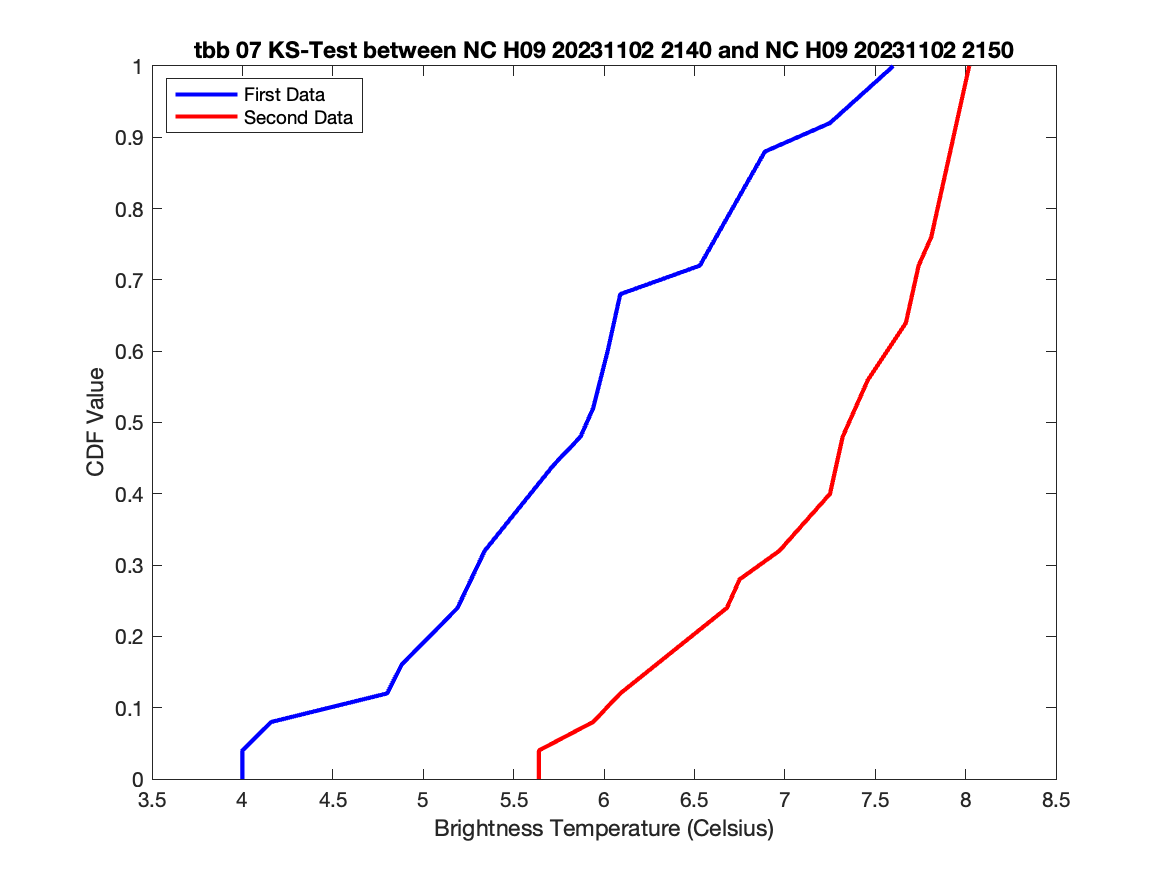 tbb 07 KS-Test between NC H09 20231102 2140 and NC H09 20231102 2150
First Data
Second Data
1
0.9
0.8
0.7
0.6
0.5
0.4
0.3
0.2
0.1
0
CDF Value
3.5 4 4.5 5 5.5 6 6.5 7 7.5 8 8.5
Brightness Temperature (Celsius)